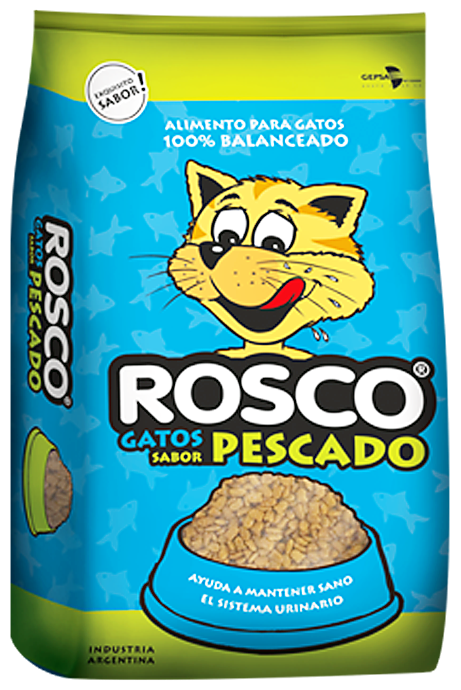 EXQUISITO
SABOR!
GEPSA
ALIMENTO PARA GATOS
100% BALANCEADO
ROSCO
GATOS
SABOR
PESCADO
ROSCO®
GATOS
SABOR
PESCADO
AYUDA A MANTENER SANO
EL SISTEMA URINARIO
INDUSTRIA
ARGENTINA